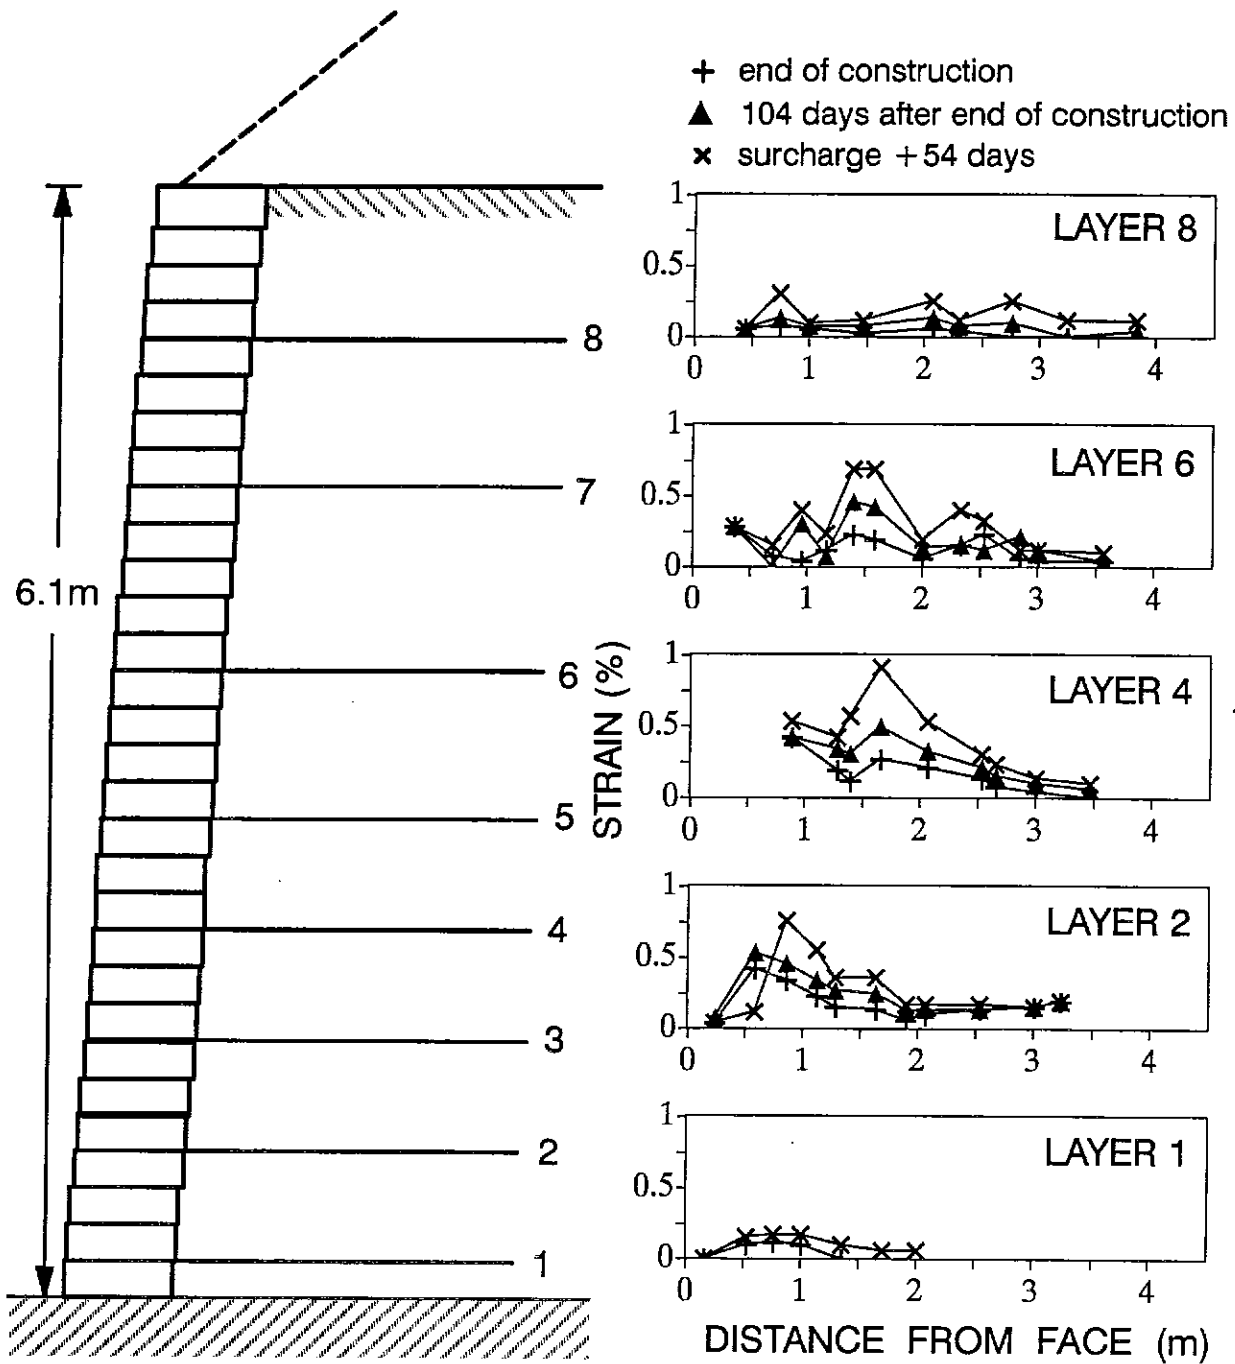 + end of construction
▲ 104 days after end of construction
× surcharge +54 days
6.1m
8
7
6
5
4
3
2
1
STRAIN (%)
LAYER 8
1
0.5
0
0 1 2 3 4
LAYER 6
1
0.5
0
0 1 2 3 4
LAYER 4
1
0.5
0
0 1 2 3 4
LAYER 2
1
0.5
0
0 1 2 3 4
LAYER 1
1
0.5
0
0 1 2 3 4
DISTANCE FROM FACE (m)